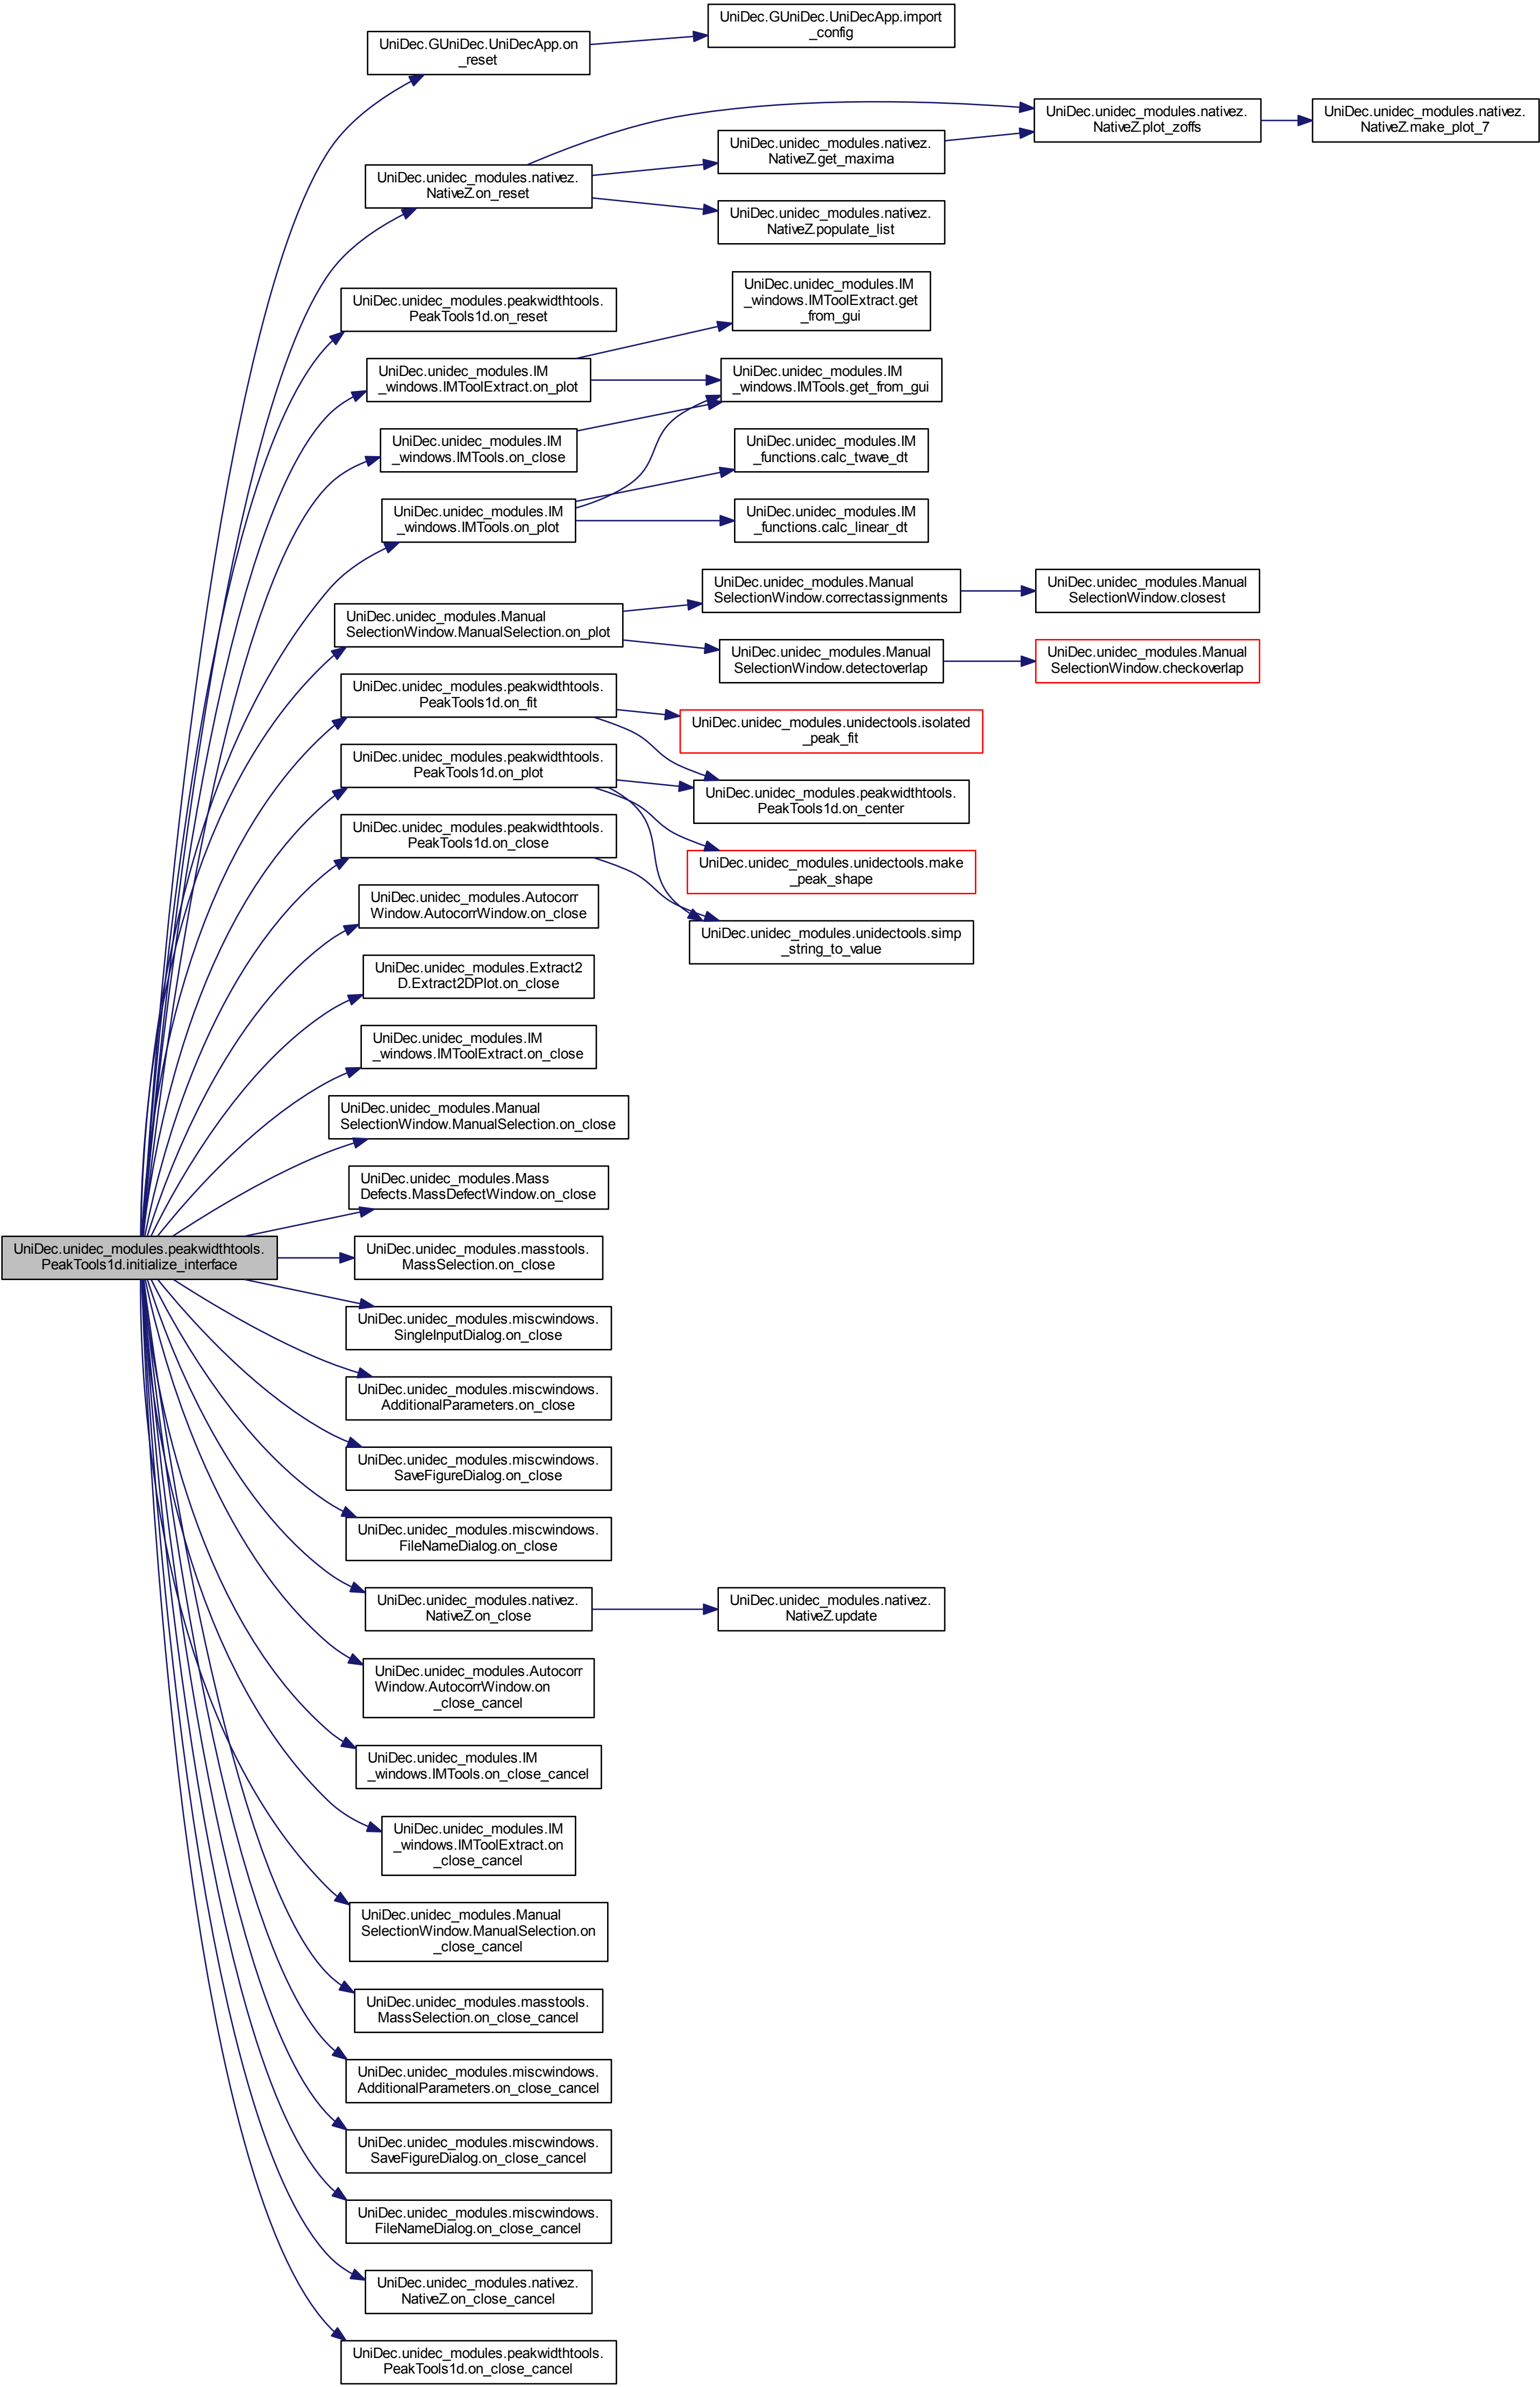 UniDec.GUniDec.UniDecApp.import
_config
UniDec.GUniDec.UniDecApp.on
_reset
UniDec.unidec_modules.nativez.
NativeZ.plot_zoffs
UniDec.unidec_modules.nativez.
NativeZ.make_plot_7
UniDec.unidec_modules.nativez.
NativeZ.get_maxima
UniDec.unidec_modules.nativez.
NativeZ.on_reset
UniDec.unidec_modules.nativez.
NativeZ.populate_list
UniDec.unidec_modules.IM
_windows.IMToolExtract.get
_from_gui
UniDec.unidec_modules.peakwidthtools.
PeakTools1d.on_reset
UniDec.unidec_modules.IM
_windows.IMToolExtract.on_plot
UniDec.unidec_modules.IM
_windows.IMTools.get_from_gui
UniDec.unidec_modules.IM
_windows.IMTools.on_close
UniDec.unidec_modules.IM
_functions.calc_twave_dt
UniDec.unidec_modules.IM
_windows.IMTools.on_plot
UniDec.unidec_modules.IM
_functions.calc_linear_dt
UniDec.unidec_modules.Manual
SelectionWindow.correctassignments
UniDec.unidec_modules.Manual
SelectionWindow.closest
UniDec.unidec_modules.Manual
SelectionWindow.ManualSelection.on_plot
UniDec.unidec_modules.Manual
SelectionWindow.detectoverlap
UniDec.unidec_modules.Manual
SelectionWindow.checkoverlap
UniDec.unidec_modules.peakwidthtools.
PeakTools1d.on_fit
UniDec.unidec_modules.unidectools.isolated
_peak_fit
UniDec.unidec_modules.peakwidthtools.
PeakTools1d.on_plot
UniDec.unidec_modules.peakwidthtools.
PeakTools1d.on_center
UniDec.unidec_modules.peakwidthtools.
PeakTools1d.on_close
UniDec.unidec_modules.unidectools.make
_peak_shape
UniDec.unidec_modules.Autocorr
Window.AutocorrWindow.on_close
UniDec.unidec_modules.unidectools.simp
_string_to_value
UniDec.unidec_modules.Extract2
D.Extract2DPlot.on_close
UniDec.unidec_modules.IM
_windows.IMToolExtract.on_close
UniDec.unidec_modules.Manual
SelectionWindow.ManualSelection.on_close
UniDec.unidec_modules.Mass
Defects.MassDefectWindow.on_close
UniDec.unidec_modules.peakwidthtools.
PeakTools1d.initialize_interface
UniDec.unidec_modules.masstools.
MassSelection.on_close
UniDec.unidec_modules.miscwindows.
SingleInputDialog.on_close
UniDec.unidec_modules.miscwindows.
AdditionalParameters.on_close
UniDec.unidec_modules.miscwindows.
SaveFigureDialog.on_close
UniDec.unidec_modules.miscwindows.
FileNameDialog.on_close
UniDec.unidec_modules.nativez.
NativeZ.on_close
UniDec.unidec_modules.nativez.
NativeZ.update
UniDec.unidec_modules.Autocorr
Window.AutocorrWindow.on
_close_cancel
UniDec.unidec_modules.IM
_windows.IMTools.on_close_cancel
UniDec.unidec_modules.IM
_windows.IMToolExtract.on
_close_cancel
UniDec.unidec_modules.Manual
SelectionWindow.ManualSelection.on
_close_cancel
UniDec.unidec_modules.masstools.
MassSelection.on_close_cancel
UniDec.unidec_modules.miscwindows.
AdditionalParameters.on_close_cancel
UniDec.unidec_modules.miscwindows.
SaveFigureDialog.on_close_cancel
UniDec.unidec_modules.miscwindows.
FileNameDialog.on_close_cancel
UniDec.unidec_modules.nativez.
NativeZ.on_close_cancel
UniDec.unidec_modules.peakwidthtools.
PeakTools1d.on_close_cancel